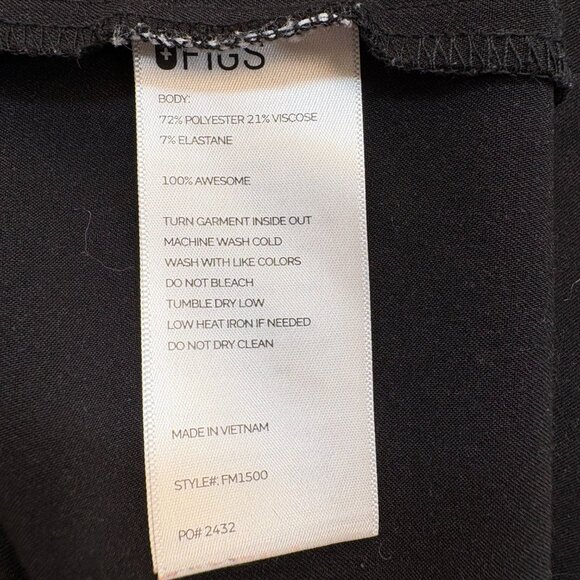 FIGS
BODY:
72% POLYESTER 21% VISCOSE
7% ELASTANE
100% AWESOME
TURN GARMENT INSIDE OUT
MACHINE WASH COLD
WASH WITH LIKE COLORS
DO NOT BLEACH
TUMBLE DRY LOW
LOW HEAT IRON IF NEEDED
DO NOT DRY CLEAN
MADE IN VIETNAM
STYLE#: FM1500
PO# 2432